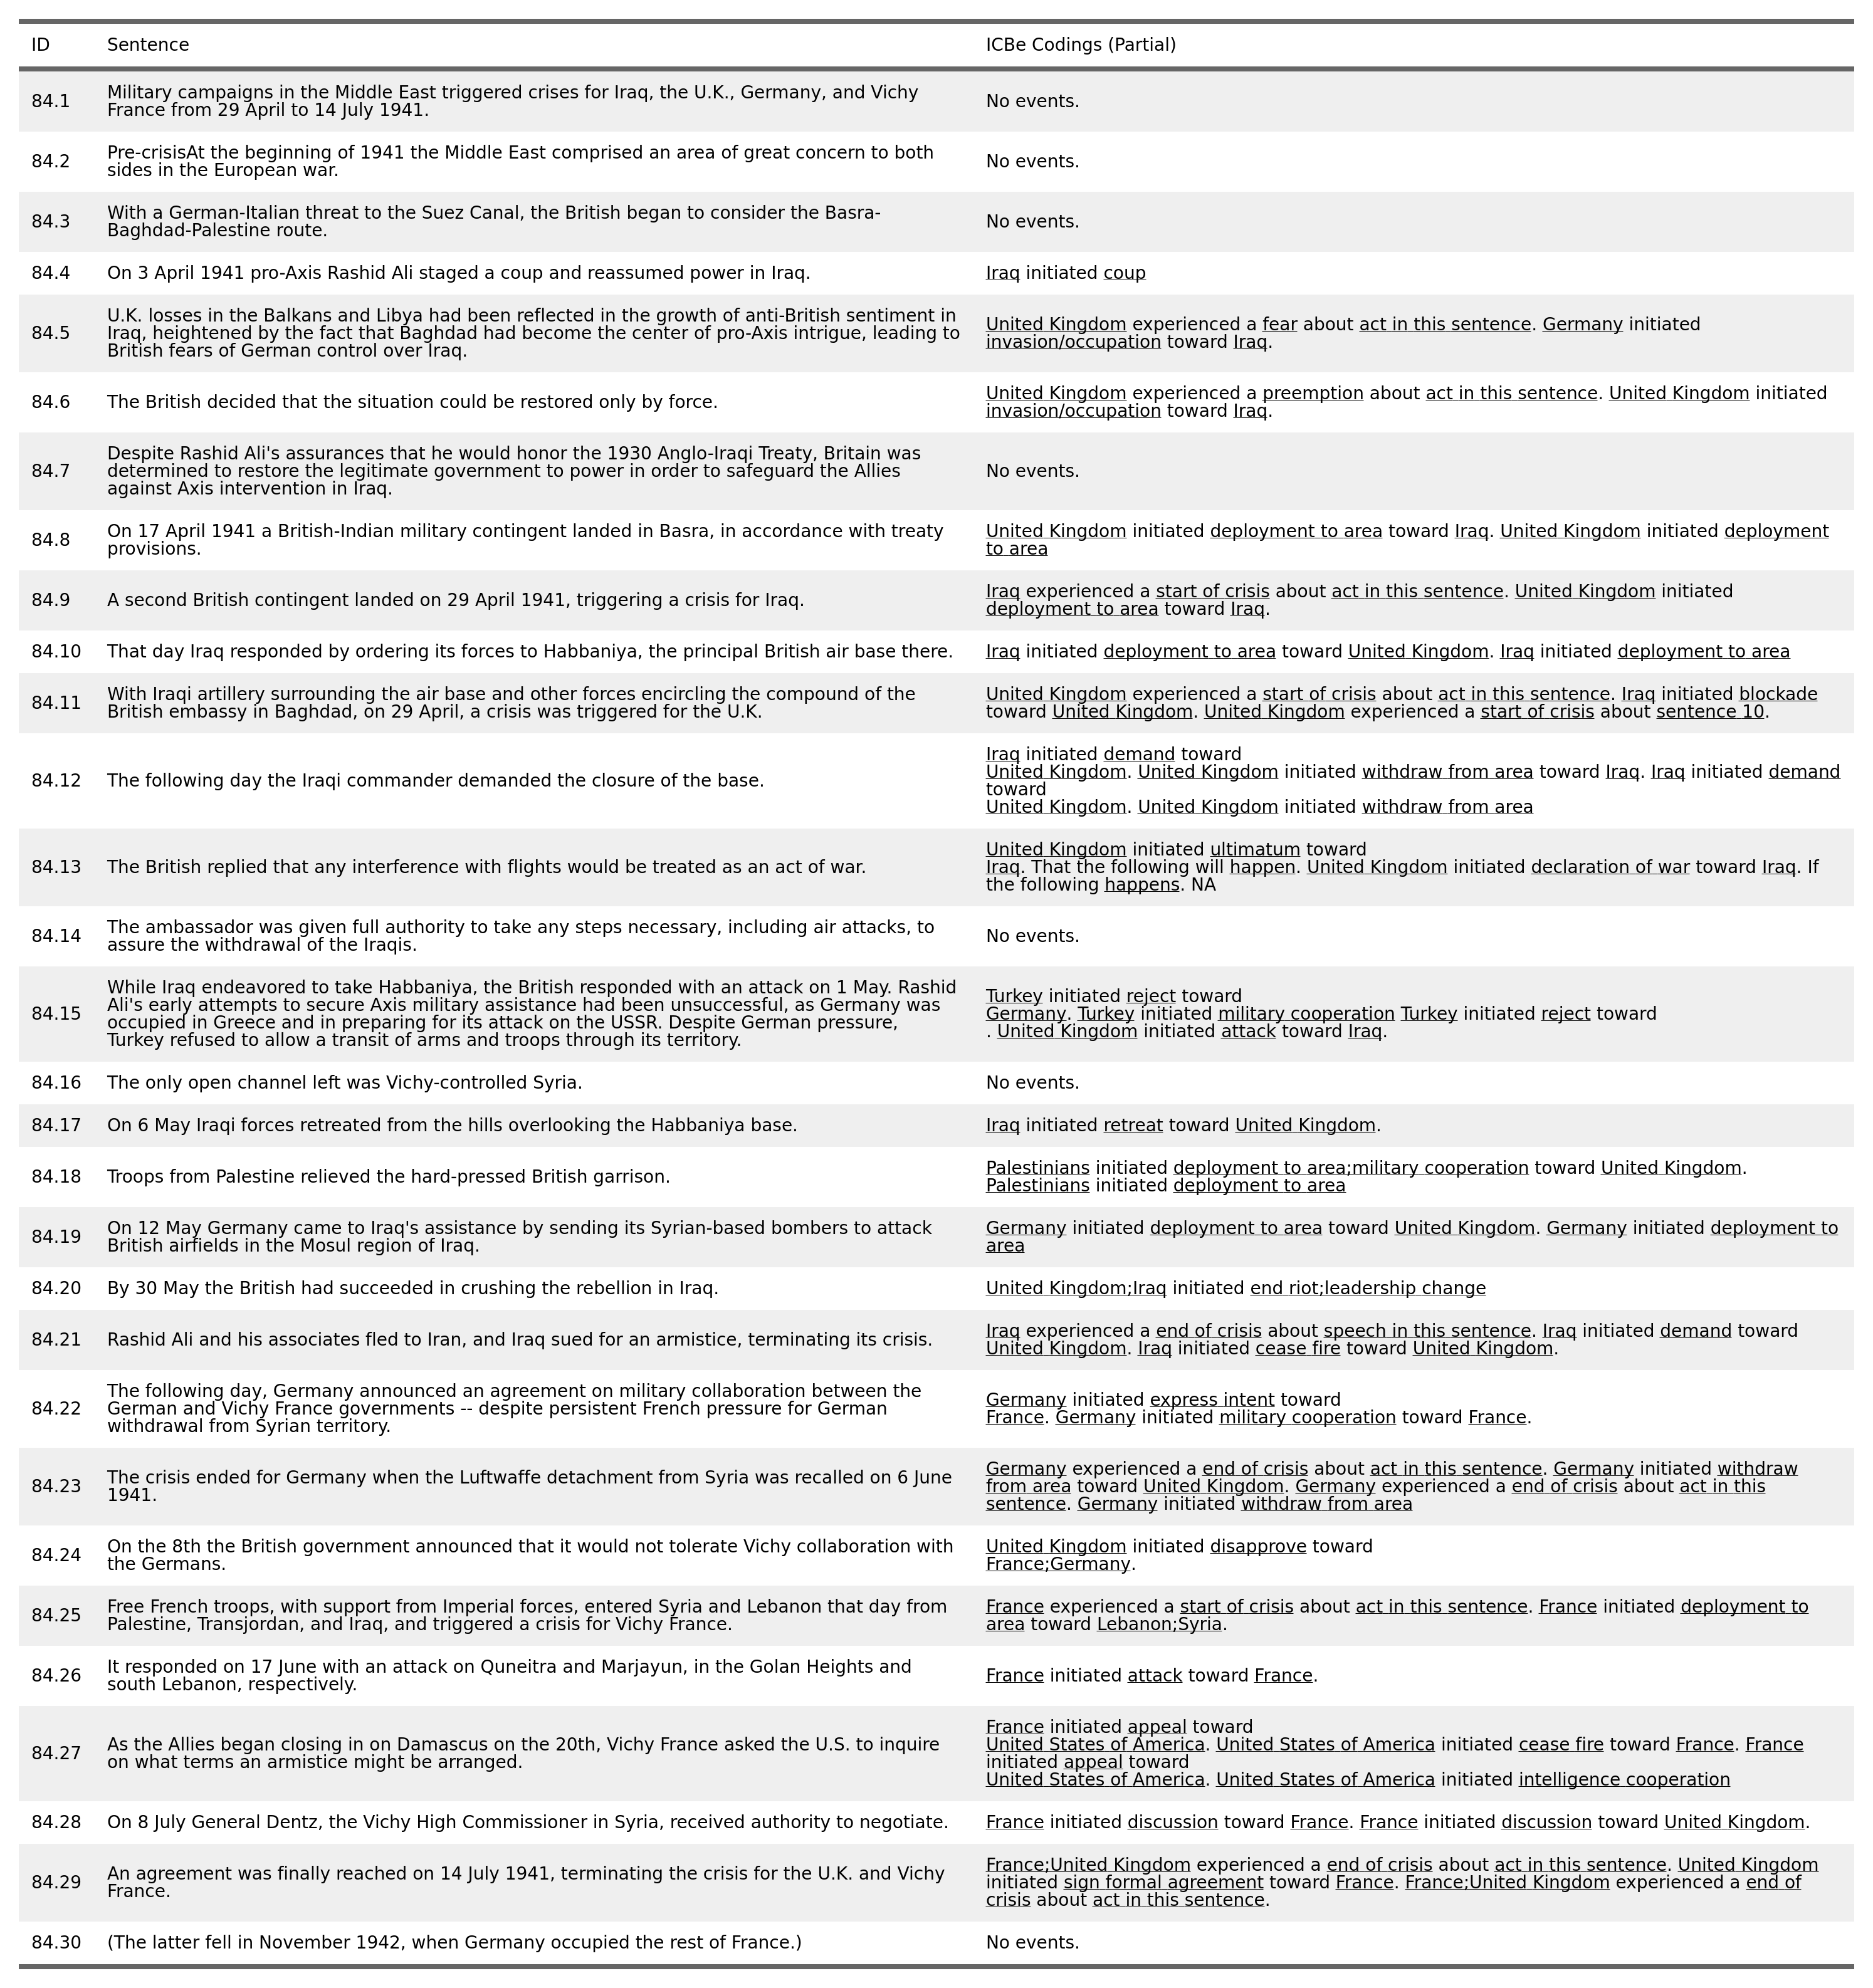 ID Sentence ICBe Codings (Partial)
84.1 Military campaigns in the Middle East triggered crises for Iraq, the U.K., Germany, and Vichy
France from 29 April to 14 July 1941.
No events.
84.2 Pre-crisisAt the beginning of 1941 the Middle East comprised an area of great concern to both
sides in the European war.
No events.
84.3 With a German-Italian threat to the Suez Canal, the British began to consider the Basra-
Baghdad-Palestine route.
No events.
84.4 On 3 April 1941 pro-Axis Rashid Ali staged a coup and reassumed power in Iraq.
Iraq initiated coup
84.5 U.K. losses in the Balkans and Libya had been reflected in the growth of anti-British sentiment in
Iraq, heightened by the fact that Baghdad had become the center of pro-Axis intrigue, leading to
British fears of German control over Iraq.
United Kingdom experienced a fear about act in this sentence. Germany initiated
invasion/occupation toward Iraq.
84.6 The British decided that the situation could be restored only by force.
United Kingdom experienced a preemption about act in this sentence. United Kingdom initiated
invasion/occupation toward Iraq.
84.7 Despite Rashid Ali's assurances that he would honor the 1930 Anglo-Iraqi Treaty, Britain was
determined to restore the legitimate government to power in order to safeguard the Allies
against Axis intervention in Iraq.
No events.
84.8 On 17 April 1941 a British-Indian military contingent landed in Basra, in accordance with treaty
provisions.
United Kingdom initiated deployment to area toward Iraq. United Kingdom initiated deployment
to area
84.9 A second British contingent landed on 29 April 1941, triggering a crisis for Iraq.
Iraq experienced a start of crisis about act in this sentence. United Kingdom initiated
deployment to area toward Iraq.
84.10 That day Iraq responded by ordering its forces to Habbaniya, the principal British air base there.
Iraq initiated deployment to area toward United Kingdom. Iraq initiated deployment to area
84.11 With Iraqi artillery surrounding the air base and other forces encircling the compound of the
British embassy in Baghdad, on 29 April, a crisis was triggered for the U.K.
United Kingdom experienced a start of crisis about act in this sentence. Iraq initiated blockade
toward United Kingdom. United Kingdom experienced a start of crisis about sentence 10.
84.12 The following day the Iraqi commander demanded the closure of the base.
Iraq initiated demand toward
United Kingdom. United Kingdom initiated withdraw from area toward Iraq. Iraq initiated demand
toward
United Kingdom. United Kingdom initiated withdraw from area
84.13 The British replied that any interference with flights would be treated as an act of war.
United Kingdom initiated ultimatum toward
Iraq. That the following will happen. United Kingdom initiated declaration of war toward Iraq. If
the following happens. NA
84.14 The ambassador was given full authority to take any steps necessary, including air attacks, to
assure the withdrawal of the Iraqis.
No events.
84.15 While Iraq endeavored to take Habbaniya, the British responded with an attack on 1 May. Rashid
Ali's early attempts to secure Axis military assistance had been unsuccessful, as Germany was
occupied in Greece and in preparing for its attack on the USSR. Despite German pressure,
Turkey refused to allow a transit of arms and troops through its territory.
Turkey initiated reject toward
Germany. Turkey initiated military cooperation Turkey initiated reject toward
. United Kingdom initiated attack toward Iraq.
84.16 The only open channel left was Vichy-controlled Syria.
No events.
84.17 On 6 May Iraqi forces retreated from the hills overlooking the Habbaniya base.
Iraq initiated retreat toward United Kingdom.
84.18 Troops from Palestine relieved the hard-pressed British garrison.
Palestinians initiated deployment to area;military cooperation toward United Kingdom.
Palestinians initiated deployment to area
84.19 On 12 May Germany came to Iraq's assistance by sending its Syrian-based bombers to attack
British airfields in the Mosul region of Iraq.
Germany initiated deployment to area toward United Kingdom. Germany initiated deployment to
area
84.20 By 30 May the British had succeeded in crushing the rebellion in Iraq.
United Kingdom;Iraq initiated end riot;leadership change
84.21 Rashid Ali and his associates fled to Iran, and Iraq sued for an armistice, terminating its crisis.
Iraq experienced a end of crisis about speech in this sentence. Iraq initiated demand toward
United Kingdom. Iraq initiated cease fire toward United Kingdom.
84.22 The following day, Germany announced an agreement on military collaboration between the
German and Vichy France governments -- despite persistent French pressure for German
withdrawal from Syrian territory.
Germany initiated express intent toward
France. Germany initiated military cooperation toward France.
84.23 The crisis ended for Germany when the Luftwaffe detachment from Syria was recalled on 6 June
1941.
Germany experienced a end of crisis about act in this sentence. Germany initiated withdraw
from area toward United Kingdom. Germany experienced a end of crisis about act in this
sentence. Germany initiated withdraw from area
84.24 On the 8th the British government announced that it would not tolerate Vichy collaboration with
the Germans.
United Kingdom initiated disapprove toward
France;Germany.
84.25 Free French troops, with support from Imperial forces, entered Syria and Lebanon that day from
Palestine, Transjordan, and Iraq, and triggered a crisis for Vichy France.
France experienced a start of crisis about act in this sentence. France initiated deployment to
area toward Lebanon;Syria.
84.26 It responded on 17 June with an attack on Quneitra and Marjayun, in the Golan Heights and
south Lebanon, respectively.
France initiated attack toward France.
84.27 As the Allies began closing in on Damascus on the 20th, Vichy France asked the U.S. to inquire
on what terms an armistice might be arranged.
France initiated appeal toward
United States of America. United States of America initiated cease fire toward France. France
initiated appeal toward
United States of America. United States of America initiated intelligence cooperation
84.28 On 8 July General Dentz, the Vichy High Commissioner in Syria, received authority to negotiate.
France initiated discussion toward France. France initiated discussion toward United Kingdom.
84.29 An agreement was finally reached on 14 July 1941, terminating the crisis for the U.K. and Vichy
France.
France;United Kingdom experienced a end of crisis about act in this sentence. United Kingdom
initiated sign formal agreement toward France. France;United Kingdom experienced a end of
crisis about act in this sentence.
84.30 (The latter fell in November 1942, when Germany occupied the rest of France.)
No events.